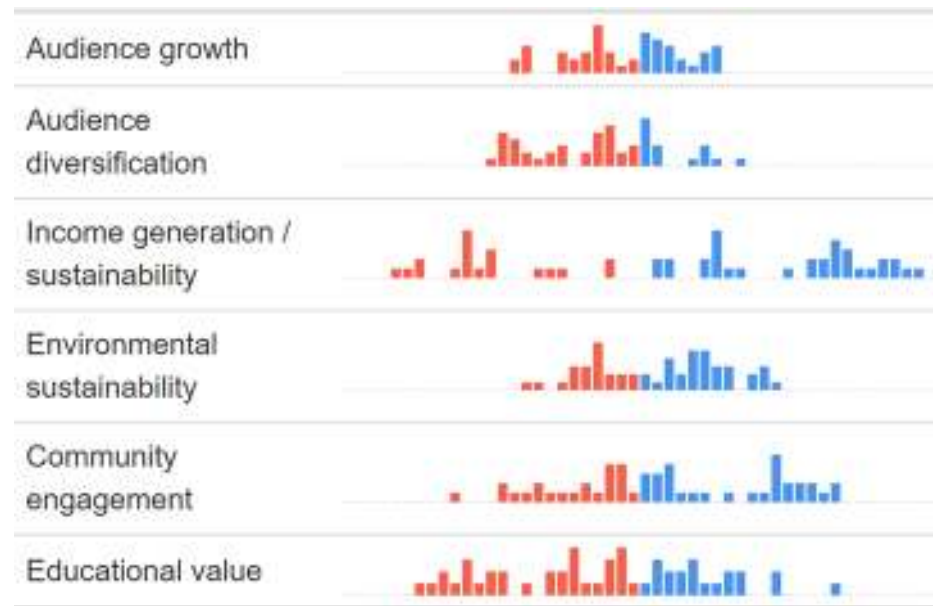 Audience growth
Audience
diversification
Income generation /
sustainability
Environmental
sustainability
Community
engagement
Educational value